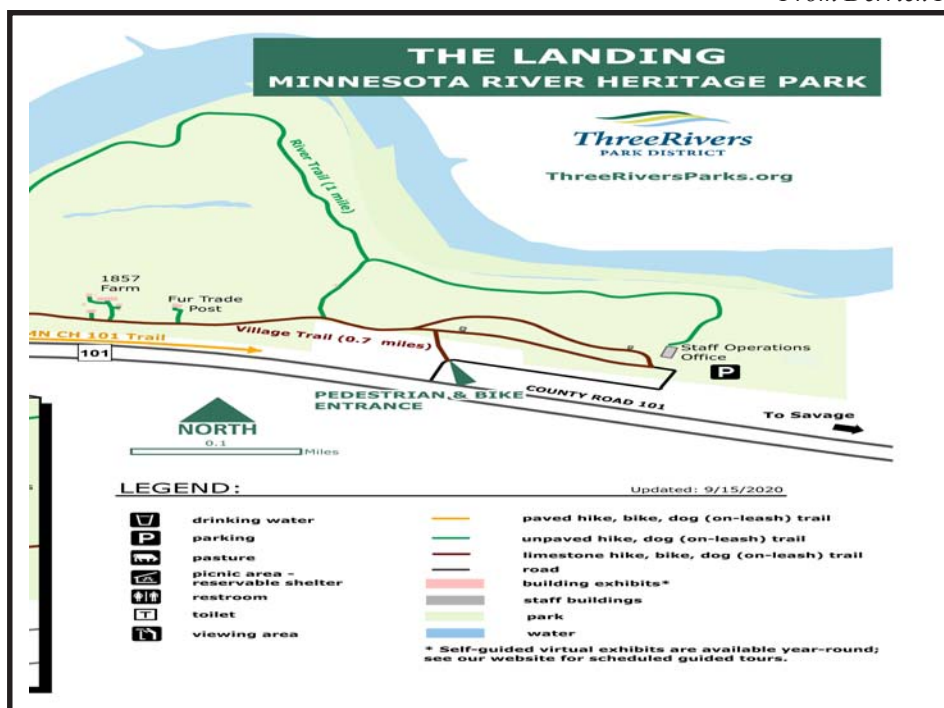 THE LANDING
MINNESOTA RIVER HERITAGE PARK
ThreeRivers
PARK DISTRICT
ThreeRiversParks.org
River Trail (1 mile)
1857
Farm
Fur Trade
Post
MN CH 101 Trail
Village Trail (0.7 miles)
101
Staff Operations
Office
P
PEDESTRIAN & BIKE
ENTRANCE
COUNTY ROAD 101
To Savage
NORTH
0.1
Miles
LEGEND:
Updated: 9/15/2020
drinking water
P parking
pasture
picnic area -
reservable shelter
restroom
T toilet
viewing area
paved hike, bike, dog (on-leash) trail
unpaved hike, dog (on-leash) trail
limestone hike, bike, dog (on-leash) trail
road
building exhibits*
staff buildings
park
water
* Self-guided virtual exhibits are available year-round;
see our website for scheduled guided tours.